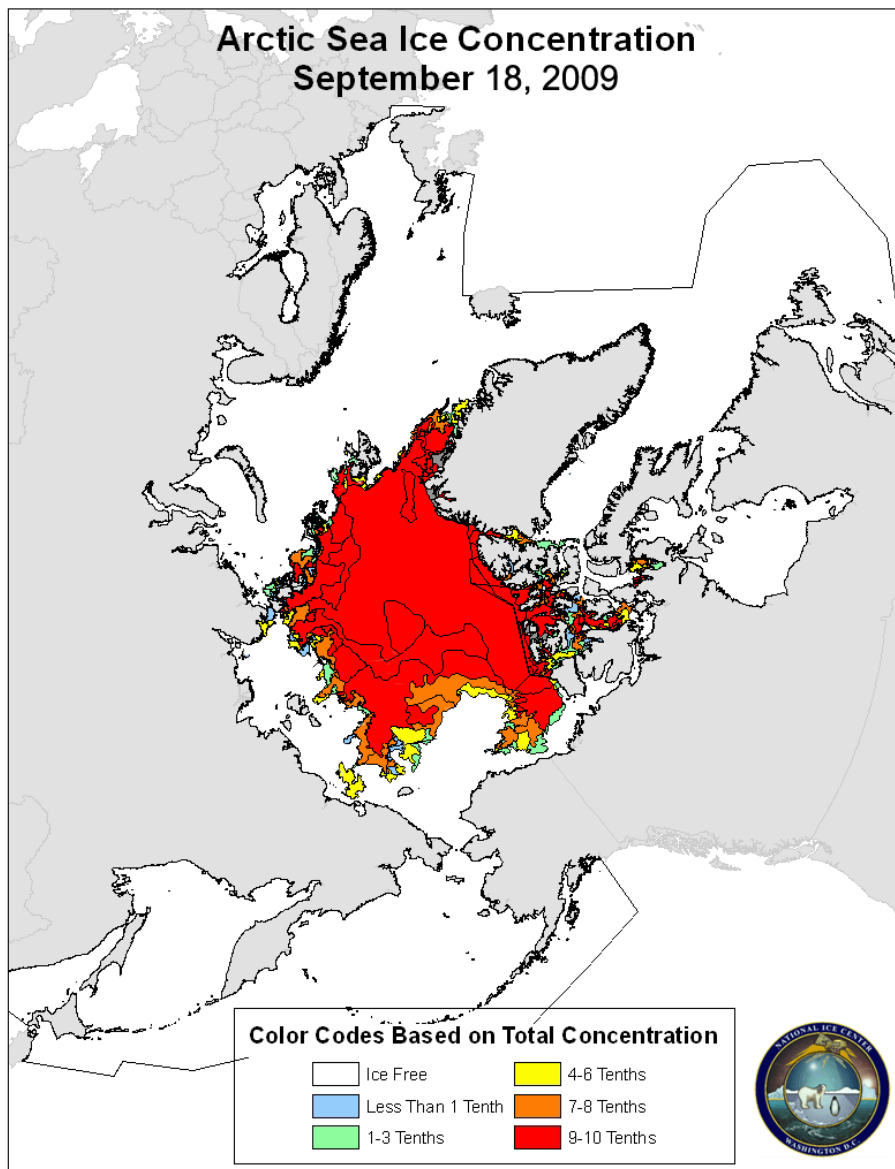 Arctic Sea Ice Concentration
September 18, 2009
Color Codes Based on Total Concentration
Ice Free
Less Than 1 Tenth
1-3 Tenths
4-6 Tenths
7-8 Tenths
9-10 Tenths
NATIONAL ICE CENTER
WASHINGTON D.C.